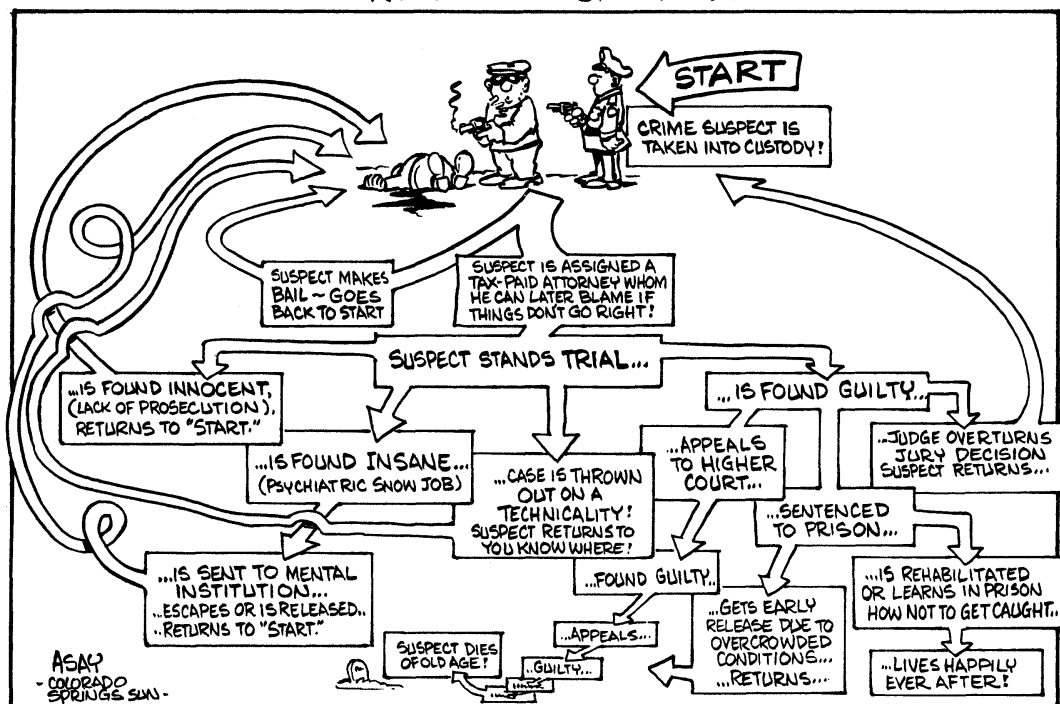 START
CRIME SUSPECT IS
TAKEN INTO CUSTODY!
SUSPECT MAKES
BAIL ~ GOES
BACK TO START
SUSPECT IS ASSIGNED A
TAX-PAID ATTORNEY WHOM
HE CAN LATER BLAME IF
THINGS DON'T GO RIGHT!
SUSPECT STANDS TRIAL...
...IS FOUND INNOCENT,
(LACK OF PROSECUTION),
RETURNS TO "START."
...IS FOUND INSANE...
(PSYCHIATRIC SNOW JOB)
...CASE IS THROWN
OUT ON A
TECHNICALITY!
SUSPECT RETURNS TO
YOU KNOW WHERE!
...IS FOUND GUILTY...
...APPEALS
TO HIGHER
COURT...
...JUDGE OVERTURNS
JURY DECISION
SUSPECT RETURNS...
...SENTENCED
TO PRISON...
...IS SENT TO MENTAL
INSTITUTION...
...ESCAPES OR IS RELEASED..
..RETURNS TO "START."
...FOUND GUILTY..
...APPEALS...
...GUILTY...
SUSPECT DIES
OF OLD AGE!
...GETS EARLY
RELEASE DUE TO
OVERCROWDED
CONDITIONS...
...RETURNS...
...IS REHABILITATED
OR LEARNS IN PRISON
HOW NOT TO GET CAUGHT..
...LIVES HAPPILY
EVER AFTER!
ASAY
- COLORADO
SPRINGS SUN -